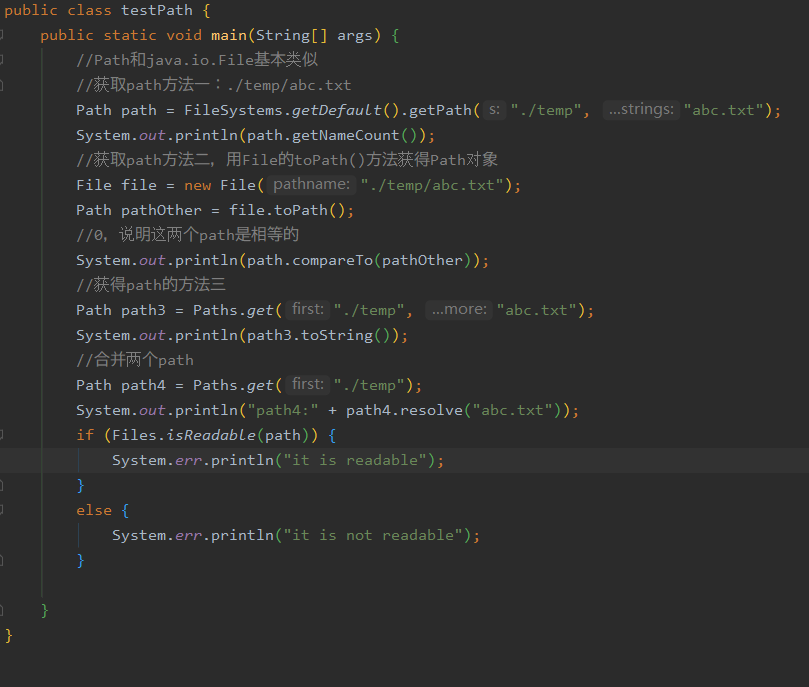 public class testPath {
    public static void main(String[] args) {
        //Path和java.io.File基本类似
        //获取path方法一：./temp/abc.txt
        Path path = FileSystems.getDefault().getPath( s: "./temp", ...strings: "abc.txt");
        System.out.println(path.getNameCount());
        //获取path方法二，用File的toPath()方法获得Path对象
        File file = new File( pathname: "./temp/abc.txt");
        Path pathOther = file.toPath();
        //0，说明这两个path是相等的
        System.out.println(path.compareTo(pathOther));
        //获得path的方法三
        Path path3 = Paths.get( first: "./temp", ...more: "abc.txt");
        System.out.println(path3.toString());
        //合并两个path
        Path path4 = Paths.get( first: "./temp");
        System.out.println("path4:" + path4.resolve("abc.txt"));
        if (Files.isReadable(path)) {
            System.err.println("it is readable");
        }
        else {
            System.err.println("it is not readable");
        }
    }
}